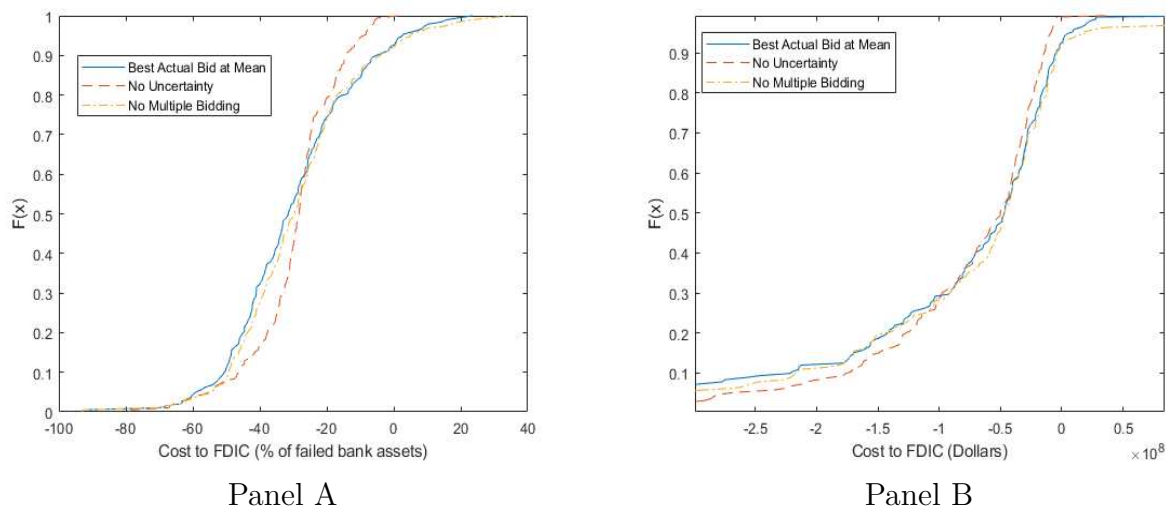 1
0.9
0.8
0.7
0.6
0.5
0.4
0.3
0.2
0.1
0
F(x)
Best Actual Bid at Mean
No Uncertainty
No Multiple Bidding
-100 -80 -60 -40 -20 0 20 40
Cost to FDIC (% of failed bank assets)
Panel A
0.9
0.8
0.7
0.6
0.5
0.4
0.3
0.2
0.1
F(x)
Best Actual Bid at Mean
No Uncertainty
No Multiple Bidding
-2.5 -2 -1.5 -1 -0.5 0
Cost to FDIC (Dollars)
×10⁸
Panel B